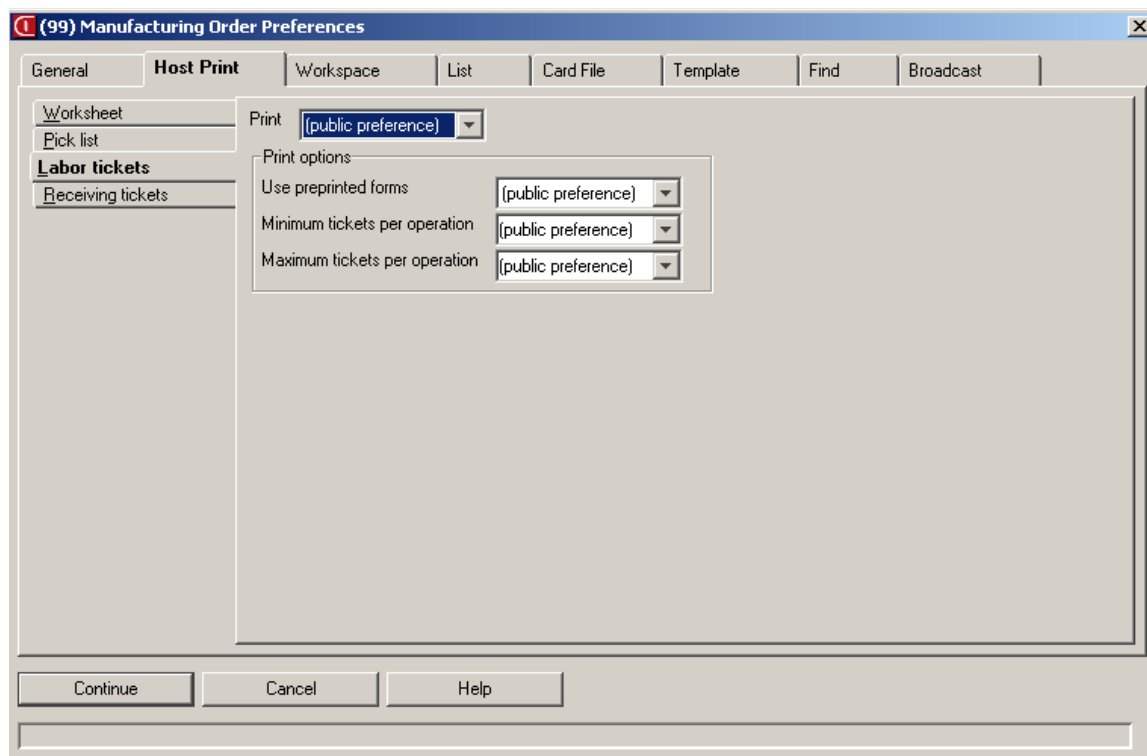 (99) Manufacturing Order Preferences
General Host Print Workspace List Card File Template Find Broadcast
Worksheet
Pick list
Labor tickets
Receiving tickets
Print (public preference)
Print options
Use preprinted forms (public preference)
Minimum tickets per operation (public preference)
Maximum tickets per operation (public preference)
Continue Cancel Help